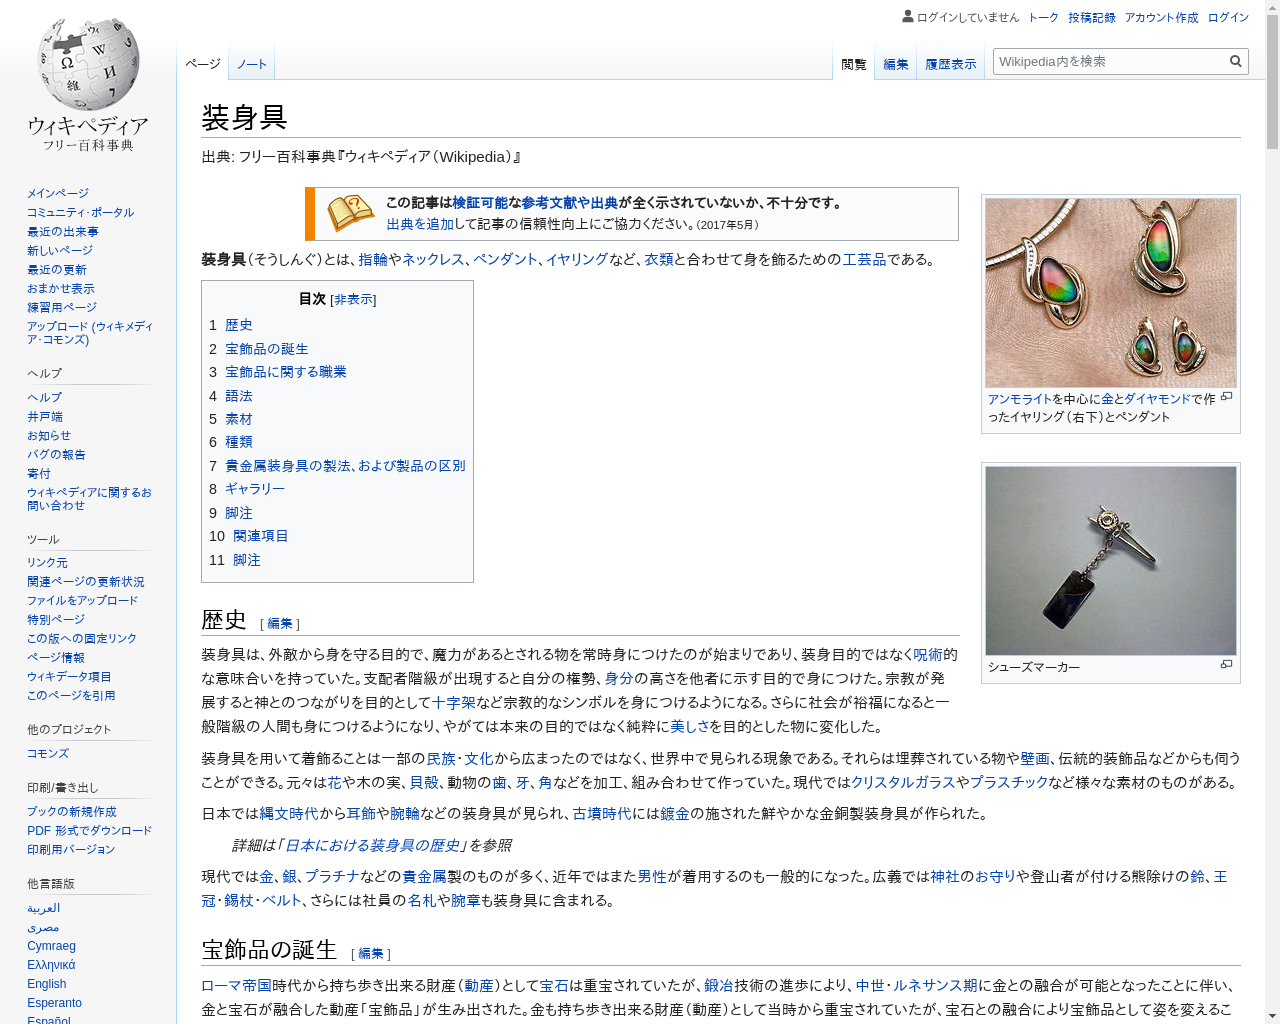 ログインしていません トーク 投稿記録 アカウント作成 ログイン
ページ ノート 閲覧 編集 履歴表示 Wikipedia内を検索
ウィキペディア
フリー百科事典
メインページ
コミュニティ・ポータル
最近の出来事
新しいページ
最近の更新
おまかせ表示
練習用ページ
アップロード (ウィキメディ
ア・コモンズ)
ヘルプ
ヘルプ
井戸端
お知らせ
バグの報告
寄付
ウィキペディアに関するお
問い合わせ
ツール
リンク元
関連ページの更新状況
ファイルをアップロード
特別ページ
この版への固定リンク
ページ情報
ウィキデータ項目
このページを引用
他のプロジェクト
コモンズ
印刷/書き出し
ブックの新規作成
PDF 形式でダウンロード
印刷用バージョン
他言語版
العربية
مصرى
Cymraeg
Ελληνικά
English
Esperanto
Español
装身具
出典: フリー百科事典『ウィキペディア（Wikipedia）』
この記事は検証可能な参考文献や出典が全く示されていないか、不十分です。
出典を追加して記事の信頼性向上にご協力ください。（2017年5月）
アンモライトを中心に金とダイヤモンドで作
ったイヤリング（右下）とペンダント
シューズマーカー
装身具（そうしんぐ）とは、指輪やネックレス、ペンダント、イヤリングなど、衣類と合わせて身を飾るための工芸品である。
目次 [非表示]
1 歴史
2 宝飾品の誕生
3 宝飾品に関する職業
4 語法
5 素材
6 種類
7 貴金属装身具の製法、および製品の区別
8 ギャラリー
9 脚注
10 関連項目
11 脚注
歴史 [ 編集 ]
装身具は、外敵から身を守る目的で、魔力があるとされる物を常時身につけたのが始まりであり、装身目的ではなく呪術的
な意味合いを持っていた。支配者階級が出現すると自分の権勢、身分の高さを他者に示す目的で身につけた。宗教が発
展すると神とのつながりを目的として十字架など宗教的なシンボルを身につけるようになる。さらに社会が裕福になると一
般階級の人間も身につけるようになり、やがては本来の目的ではなく純粋に美しさを目的とした物に変化した。
装身具を用いて着飾ることは一部の民族・文化から広まったのではなく、世界中で見られる現象である。それらは埋葬されている物や壁画、伝統的装飾品などからも伺う
ことができる。元々は花や木の実、貝殻、動物の歯、牙、角などを加工、組み合わせて作っていた。現代ではクリスタルガラスやプラスチックなど様々な素材のものがある。
日本では縄文時代から耳飾や腕輪などの装身具が見られ、古墳時代には鍍金の施された鮮やかな金銅製装身具が作られた。
詳細は「日本における装身具の歴史」を参照
現代では金、銀、プラチナなどの貴金属製のものが多く、近年ではまた男性が着用するのも一般的になった。広義では神社のお守りや登山者が付ける熊除けの鈴、王
冠・錫杖・ベルト、さらには社員の名札や腕章も装身具に含まれる。
宝飾品の誕生 [ 編集 ]
ローマ帝国時代から持ち歩き出来る財産（動産）として宝石は重宝されていたが、鍛冶技術の進歩により、中世・ルネサンス期に金との融合が可能となったことに伴い、
金と宝石が融合した動産「宝飾品」が生み出された。金も持ち歩き出来る財産（動産）として当時から重宝されていたが、宝石との融合により宝飾品として姿を変えるこ